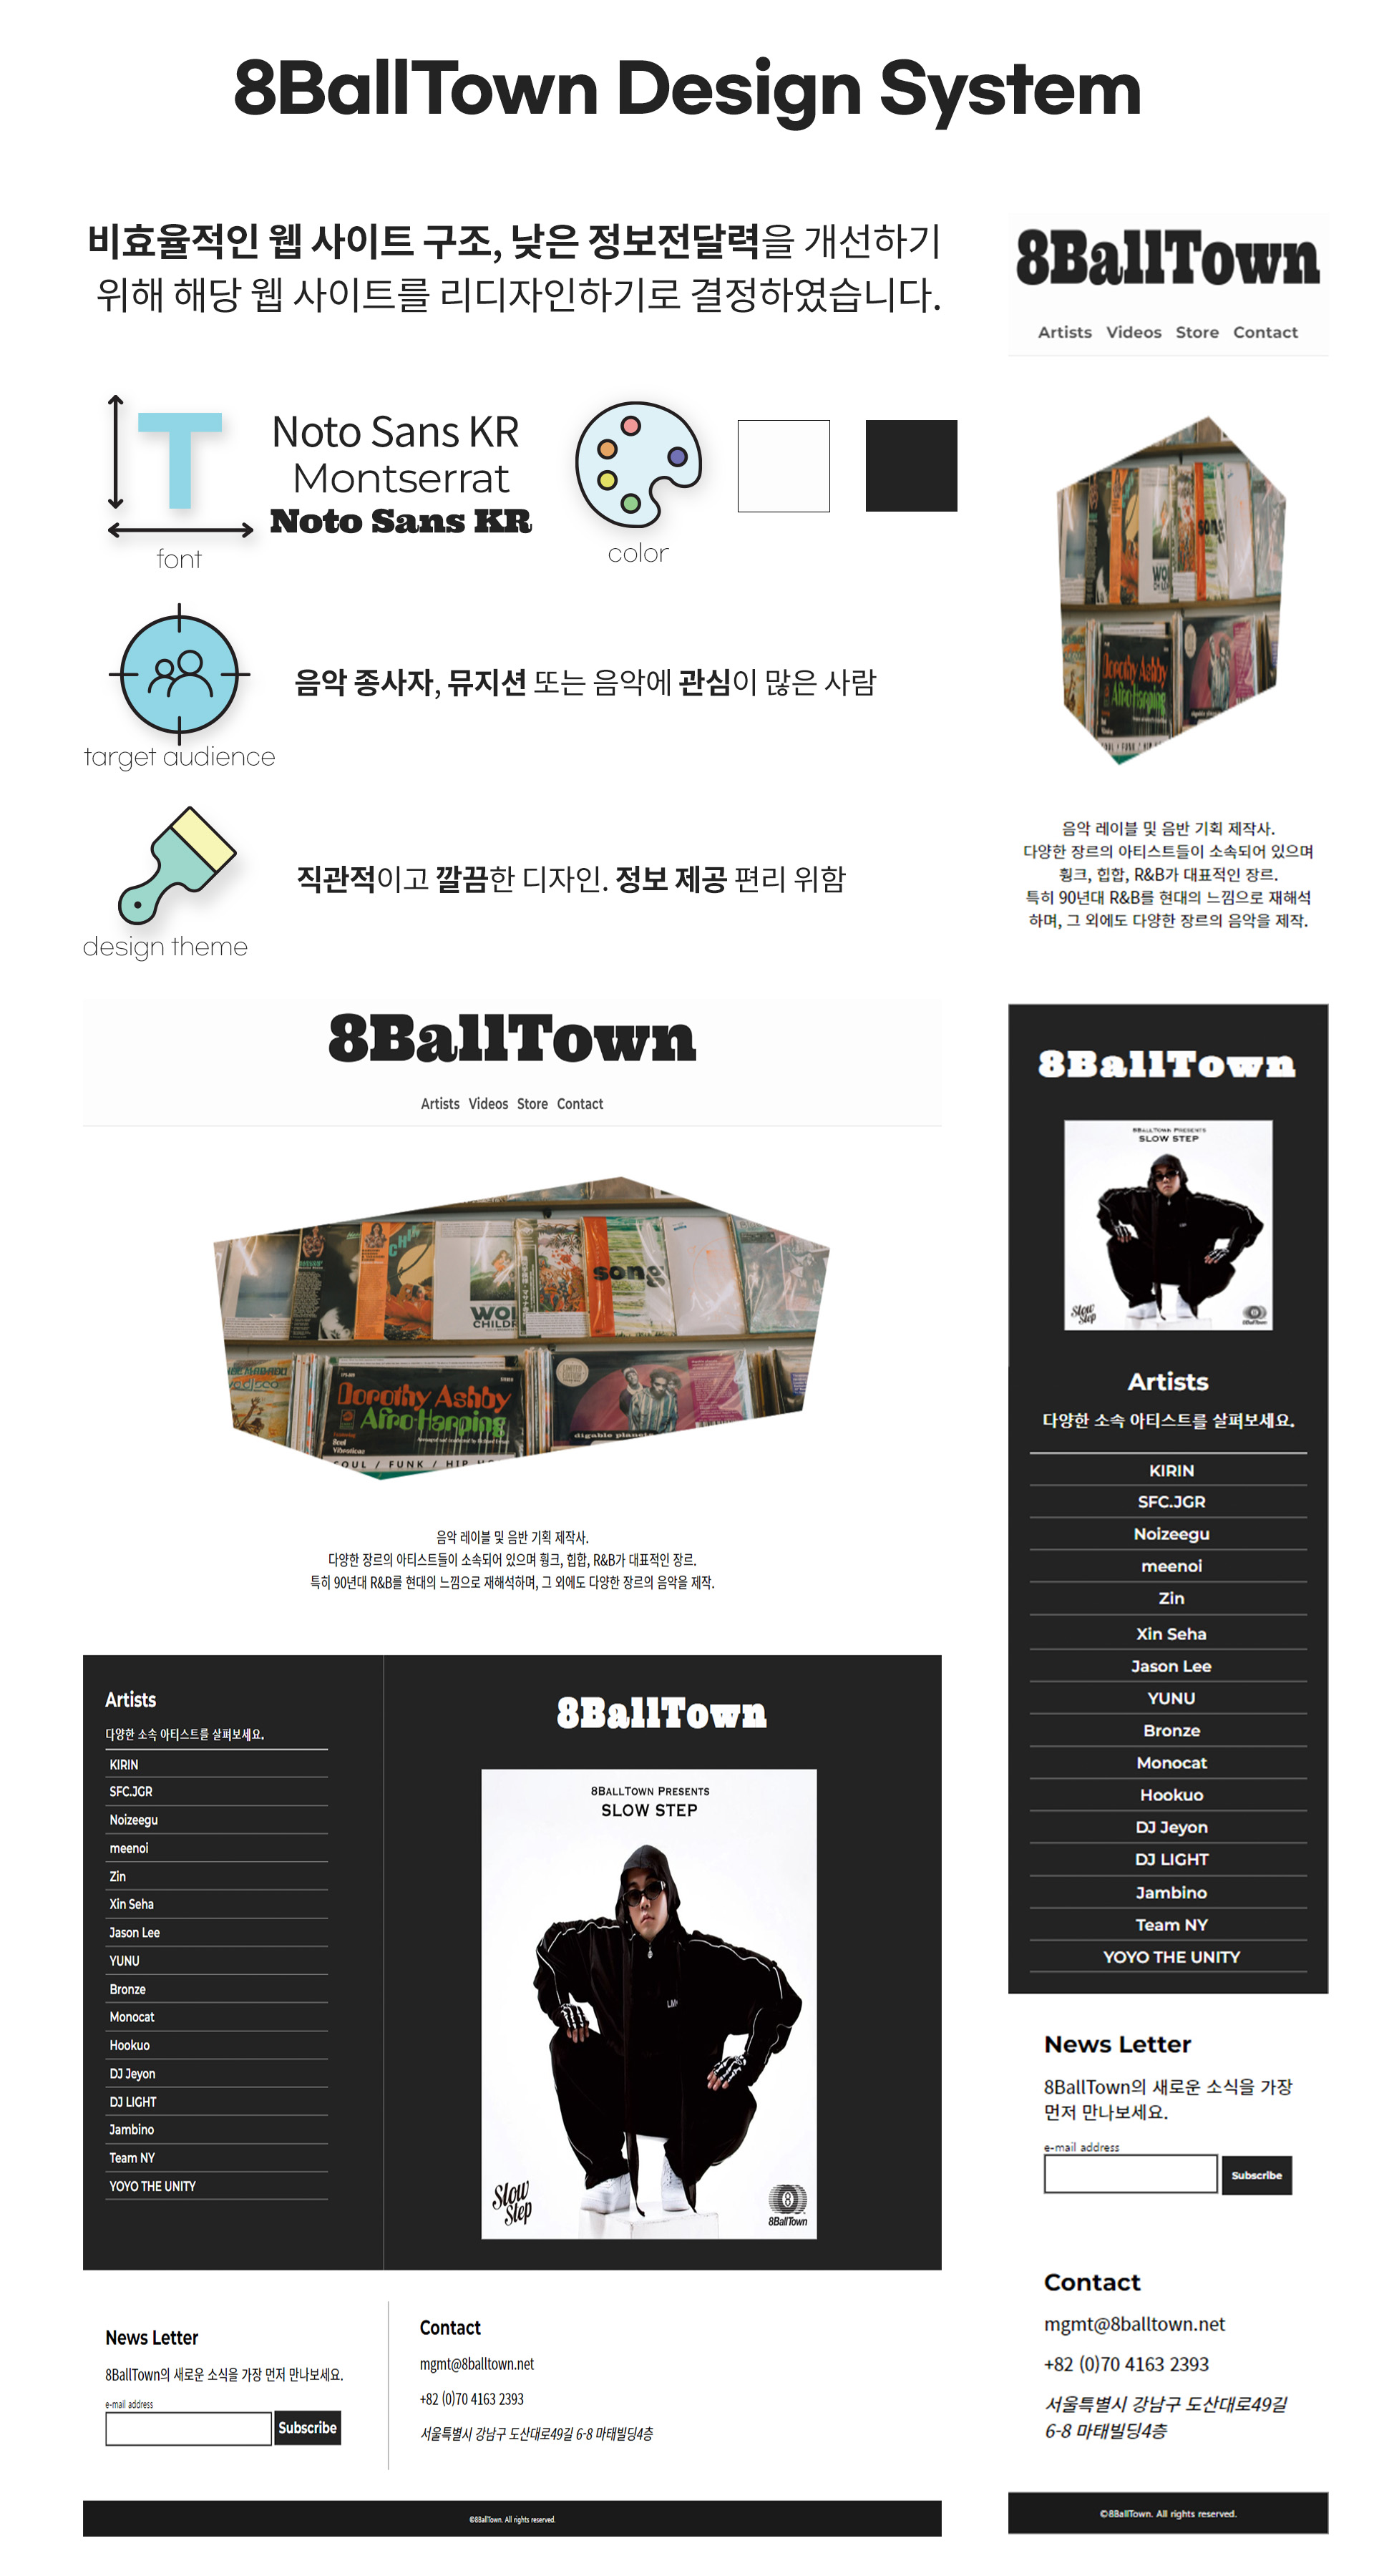 8BallTown Design System
비효율적인 웹 사이트 구조, 낮은 정보전달력을 개선하기
위해 해당 웹 사이트를 리디자인하기로 결정하였습니다.
Noto Sans KR
Montserrat
Noto Sans KR
font
color
target audience
음악 종사자, 뮤지션 또는 음악에 관심이 많은 사람
design theme
직관적이고 깔끔한 디자인. 정보 제공 편리 위함
8BallTown
Artists Videos Store Contact
song
WO
Dorothy Ashby
Afro-Harping
음악 레이블 및 음반 기획 제작사.
다양한 장르의 아티스트들이 소속되어 있으며
훵크, 힙합, R&B가 대표적인 장르.
특히 90년대 R&B를 현대의 느낌으로 재해석
하며, 그 외에도 다양한 장르의 음악을 제작.
8BallTown
Artists Videos Store Contact
song
WO
CHILD
Dorothy Ashby
Afro-Harping
digable planets
SOUL / FUNK / HIP
음악 레이블 및 음반 기획 제작사.
다양한 장르의 아티스트들이 소속되어 있으며 훵크, 힙합, R&B가 대표적인 장르.
특히 90년대 R&B를 현대의 느낌으로 재해석하며, 그 외에도 다양한 장르의 음악을 제작.
Artists
다양한 소속 아티스트를 살펴보세요.
KIRIN
SFC.JGR
Noizeegu
meenoi
Zin
Xin Seha
Jason Lee
YUNU
Bronze
Monocat
Hookuo
DJ Jeyon
DJ LIGHT
Jambino
Team NY
YOYO THE UNITY
8BallTown
8BALLTOWN PRESENTS
SLOW STEP
Slow
Step
8BallTown
News Letter
8BallTown의 새로운 소식을 가장 먼저 만나보세요.
e-mail address
Subscribe
Contact
mgmt@8balltown.net
+82 (0)70 4163 2393
서울특별시 강남구 도산대로49길 6-8 마태빌딩4층
©8BallTown. All rights reserved.
8BallTown
8BALLTOWN PRESENTS
SLOW STEP
Slow
Step
8BallTown
Artists
다양한 소속 아티스트를 살펴보세요.
KIRIN
SFC.JGR
Noizeegu
meenoi
Zin
Xin Seha
Jason Lee
YUNU
Bronze
Monocat
Hookuo
DJ Jeyon
DJ LIGHT
Jambino
Team NY
YOYO THE UNITY
News Letter
8BallTown의 새로운 소식을 가장
먼저 만나보세요.
e-mail address
Subscribe
Contact
mgmt@8balltown.net
+82 (0)70 4163 2393
서울특별시 강남구 도산대로49길
6-8 마태빌딩4층
©8BallTown. All rights reserved.